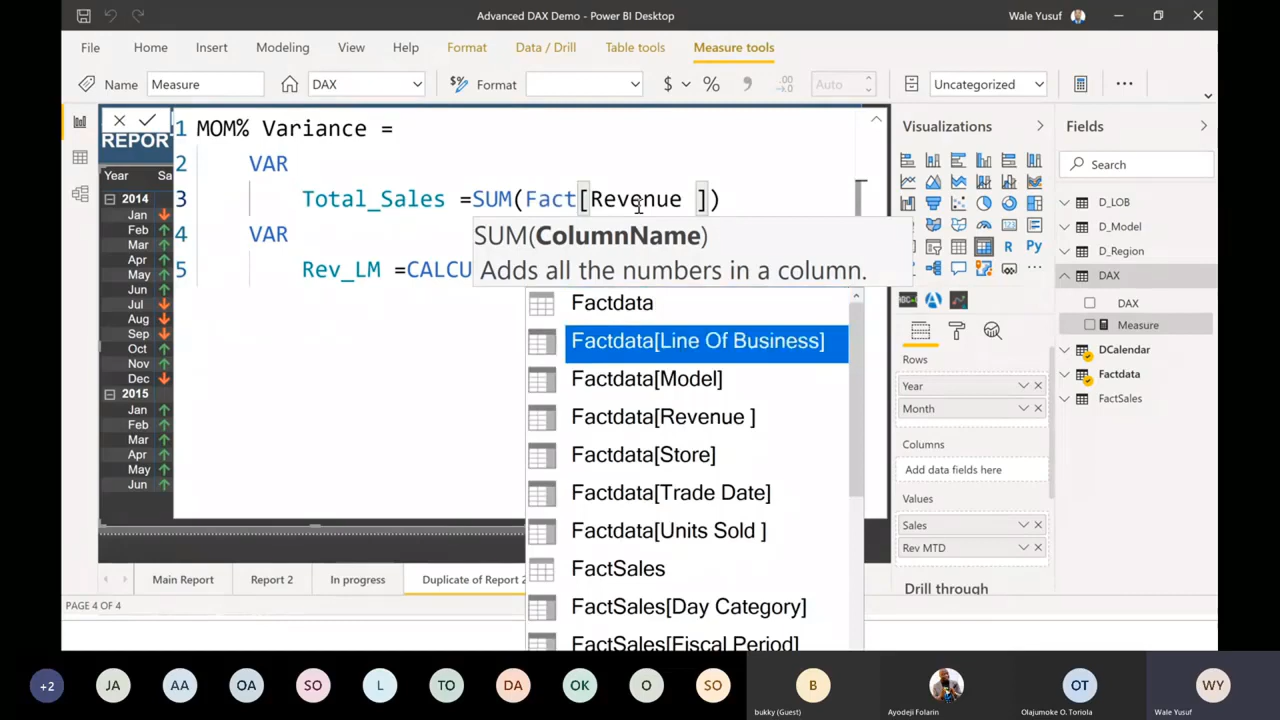 Advanced DAX Demo - Power BI Desktop
Wale Yusuf
File Home Insert Modeling View Help Format Data / Drill Table tools Measure tools
Name Measure DAX Format $ % Auto Uncategorized
REPOR
Year Sa
2014
Jan
Feb
Mar
Apr
May
Jun
Jul
Aug
Sep
Oct
Nov
Dec
2015
Jan
Feb
Mar
Apr
May
Jun
1 MOM% Variance =
2 VAR
3 Total_Sales =SUM(Fact[Revenue ])
4 VAR
5 Rev_LM =CALCU
SUM(ColumnName)
Adds all the numbers in a column.
Factdata
Factdata[Line Of Business]
Factdata[Model]
Factdata[Revenue ]
Factdata[Store]
Factdata[Trade Date]
Factdata[Units Sold ]
FactSales
FactSales[Day Category]
FactSales[Fiscal Period]
Visualizations
R Py
Rows
Year
Month
Columns
Add data fields here
Values
Sales
Rev MTD
Drill through
Fields
Search
D_LOB
D_Model
D_Region
DAX
DAX
Measure
DCalendar
Factdata
FactSales
Main Report Report 2 In progress Duplicate of Report 2
PAGE 4 OF 4
+2 JA AA OA SO L TO DA OK O SO B OT WY
bukky (Guest) Ayodeji Folarin Olajumoke O. Toriola Wale Yusuf